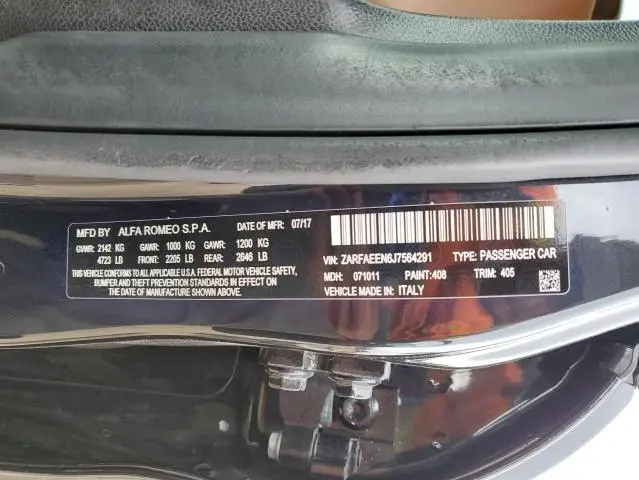 MFD BY ALFA ROMEO S.P.A. DATE OF MFR: 07/17
GVWR: 2142 KG GAWR: 1000 KG GAWR: 1200 KG
4723 LB FRONT: 2205 LB REAR: 2646 LB
THIS VEHICLE CONFORMS TO ALL APPLICABLE U.S.A. FEDERAL MOTOR VEHICLE SAFETY,
BUMPER AND THEFT PREVENTION STANDARDS IN EFFECT ON THE
DATE OF MANUFACTURE SHOWN ABOVE.
VIN: ZARFAEEN6J7564291 TYPE: PASSENGER CAR
MDH: 071011 PAINT: 408 TRIM: 405
VEHICLE MADE IN: ITALY